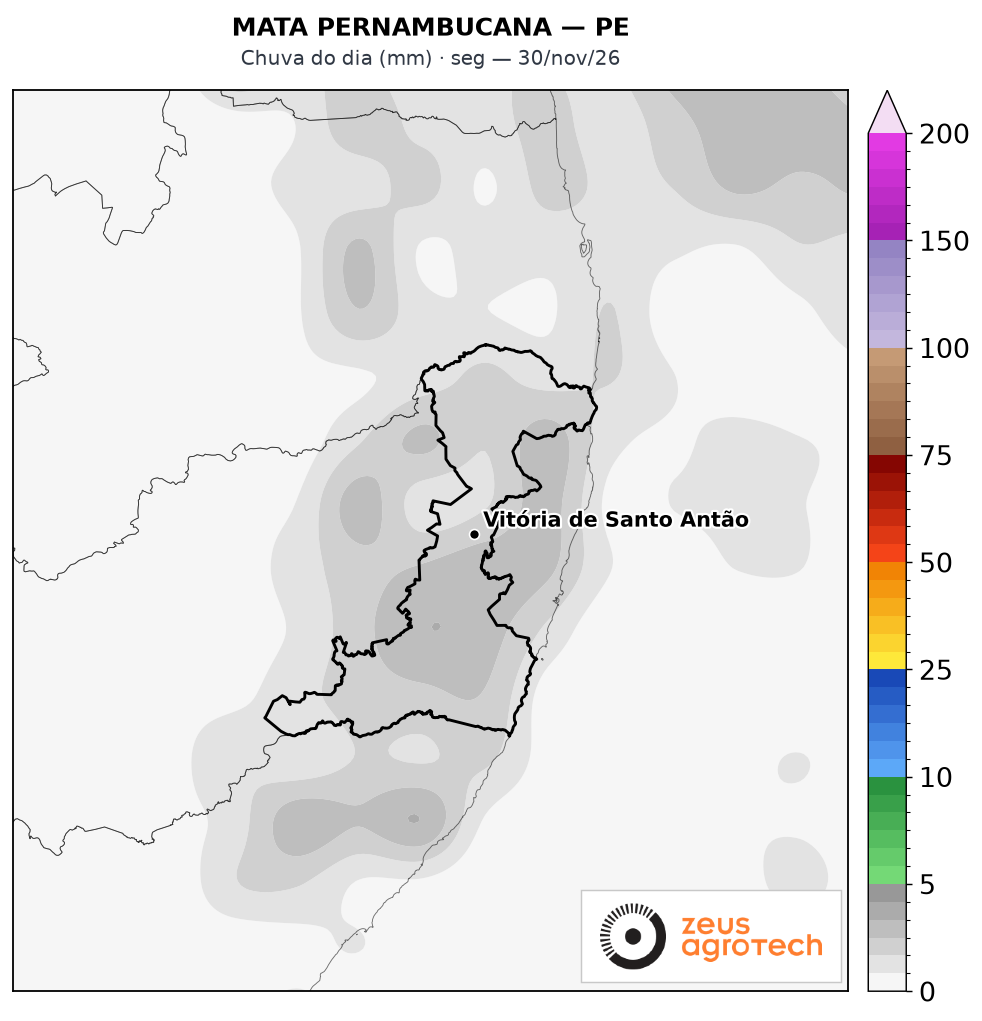 MATA PERNAMBUCANA — PE
Chuva do dia (mm) · seg — 30/nov/26
200
150
100
75
50
25
10
5
0
Vitória de Santo Antão
zeus
agrotech